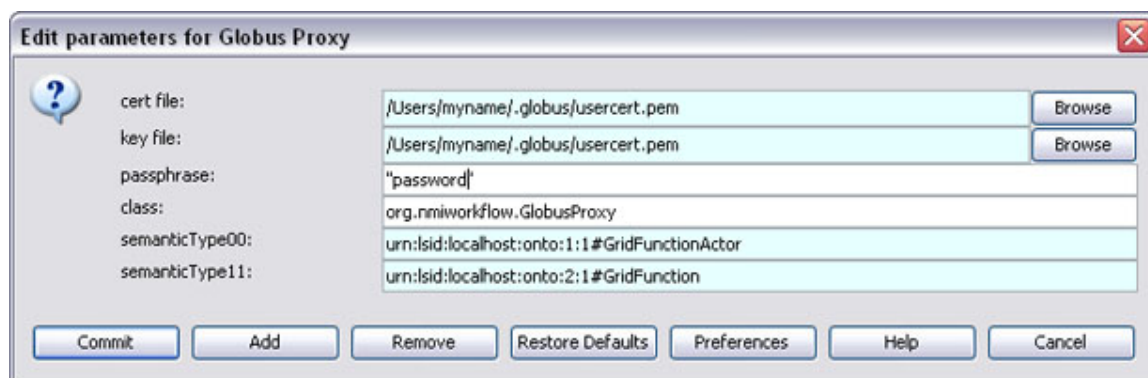 Edit parameters for Globus Proxy
cert file: /Users/myname/.globus/usercert.pem Browse
key file: /Users/myname/.globus/usercert.pem Browse
passphrase: "password"
class: org.nmiworkflow.GlobusProxy
semanticType00: urn:lsid:localhost:onto:1:1#GridFunctionActor
semanticType11: urn:lsid:localhost:onto:2:1#GridFunction
Commit Add Remove Restore Defaults Preferences Help Cancel